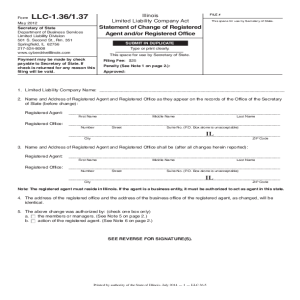 Form LLC-1.36/1.37
May 2012
Secretary of State
Department of Business Services
Limited Liability Division
501 S. Second St., Rm. 351
Springfield, IL 62756
217-524-8008
www.cyberdriveillinois.com
Payment may be made by check
payable to Secretary of State. If
check is returned for any reason this
filing will be void.
Illinois
Limited Liability Company Act
Statement of Change of Registered
Agent and/or Registered Office
SUBMIT IN DUPLICATE
Type or print clearly.
This space for use by Secretary of State.
Filing Fee: $25
Penalty (See Note 1 on page 2):
Approved:
FILE #
This space for use by Secretary of State.
1. Limited Liability Company Name:
2. Name and Address of Registered Agent and Registered Office as they appear on the records of the Office of the Secretary
of State (before change):
Registered Agent:
First Name Middle Name Last Name
Registered Office:
Number Street Suite No. (P.O. Box alone is unacceptable)
IL
City ZIP Code
3. Name and Address of Registered Agent and Registered Office shall be (after all changes herein reported):
Registered Agent:
First Name Middle Name Last Name
Registered Office:
Number Street Suite No. (P.O. Box alone is unacceptable)
IL
City ZIP Code
Note: The registered agent must reside in Illinois. If the agent is a business entity, it must be authorized to act as agent in this state.
4. The address of the registered office and the address of the business office of the registered agent, as changed, will be
identical.
5. The above change was authorized by: (check one box only)
a. the members or managers. (See Note 5 on page 2.)
b. action of the registered agent. (See Note 6 on page 2.)
SEE REVERSE FOR SIGNATURE(S).
Printed by authority of the State of Illinois.